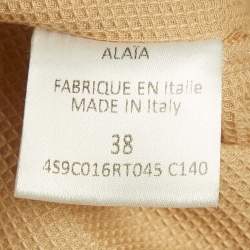 ALAÏA
FABRIQUE EN Italie
MADE IN Italy
38
4S9C016RT045 C140